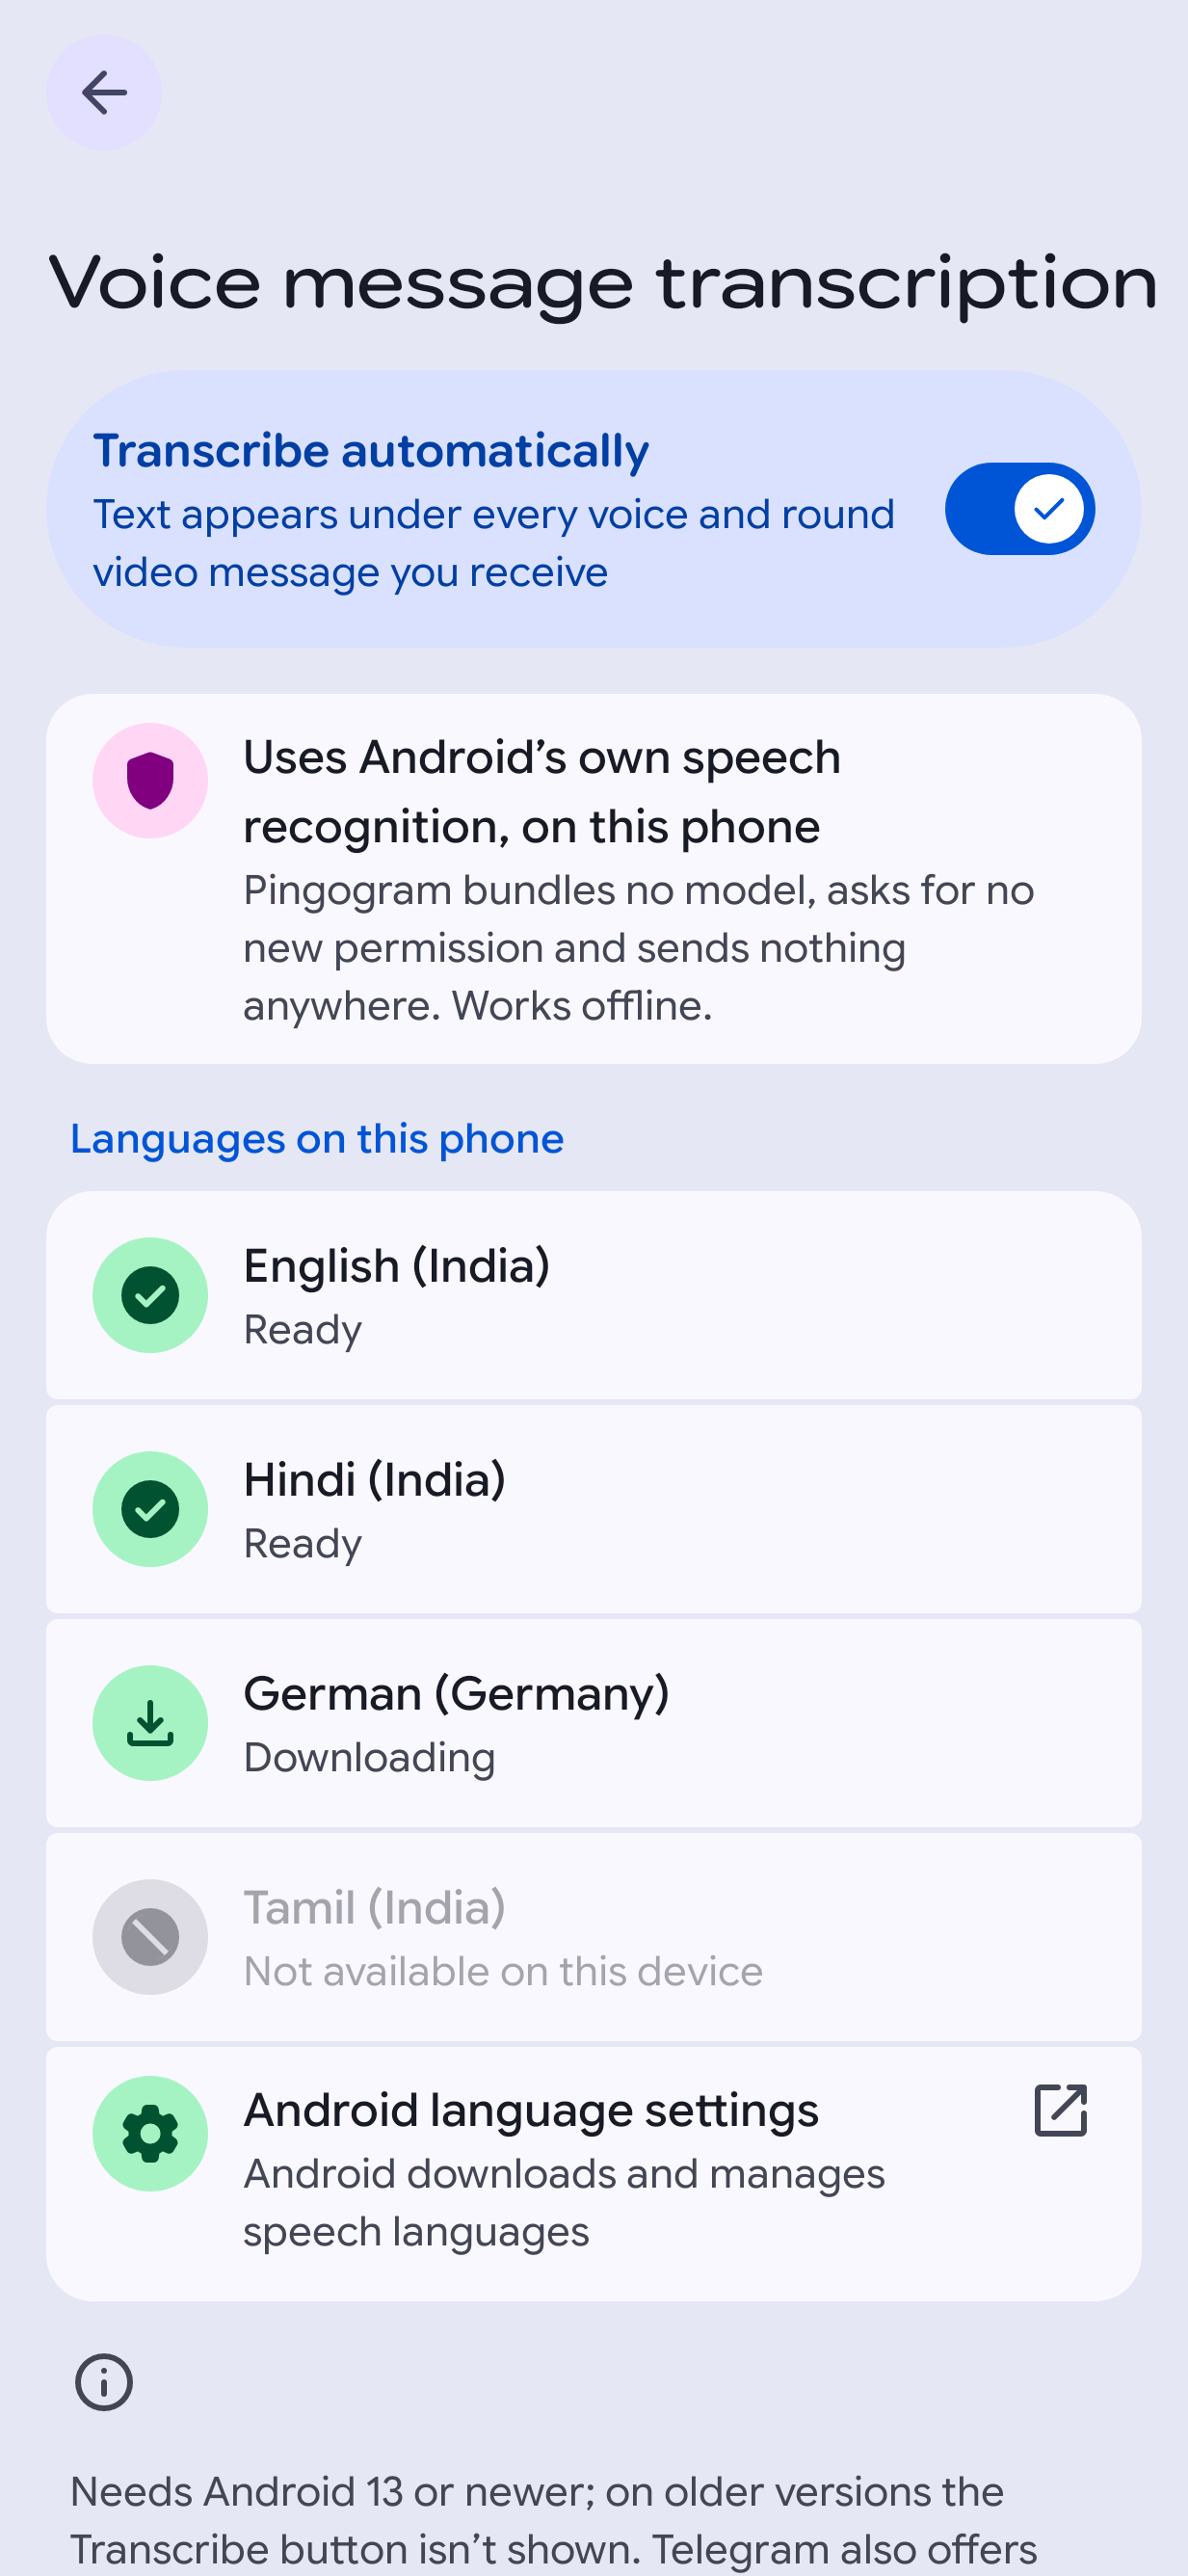 Voice message transcription
Transcribe automatically
Text appears under every voice and round
video message you receive
Uses Android’s own speech
recognition, on this phone
Pingogram bundles no model, asks for no
new permission and sends nothing
anywhere. Works offline.
Languages on this phone
English (India)
Ready
Hindi (India)
Ready
German (Germany)
Downloading
Tamil (India)
Not available on this device
Android language settings
Android downloads and manages
speech languages
Needs Android 13 or newer; on older versions the
Transcribe button isn’t shown. Telegram also offers